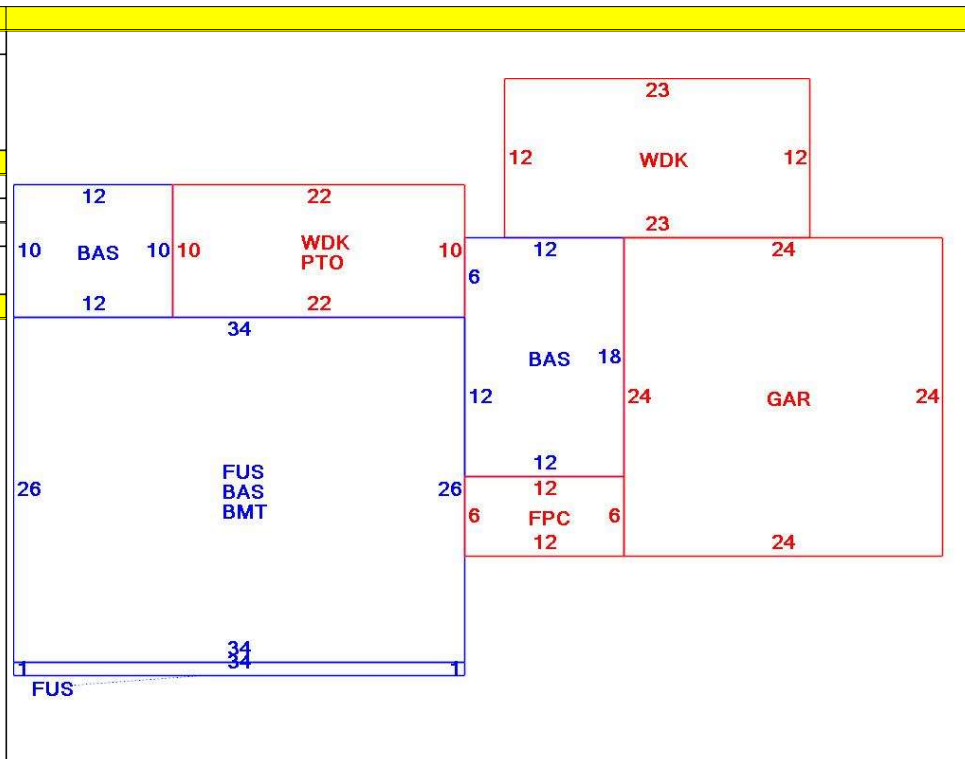 23
12 WDK 12
23
12 22
10 BAS 10 10 WDK 10
PTO
12 22
12 24
6
34
BAS 18
12 24 GAR 24
12
FUS 12
26 BAS 26 6 FPC 6
BMT
12 24
34
34
1 1
FUS